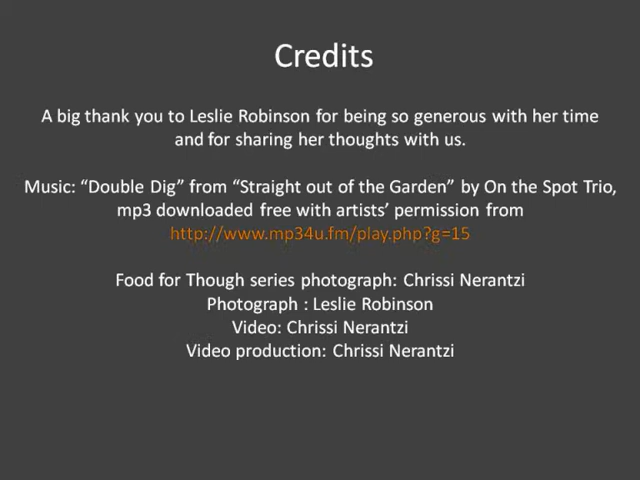 Credits
A big thank you to Leslie Robinson for being so generous with her time
and for sharing her thoughts with us.
Music: “Double Dig” from “Straight out of the Garden” by On the Spot Trio,
mp3 downloaded free with artists’ permission from
http://www.mp34u.fm/play.php?g=15
Food for Though series photograph: Chrissi Nerantzi
Photograph : Leslie Robinson
Video: Chrissi Nerantzi
Video production: Chrissi Nerantzi